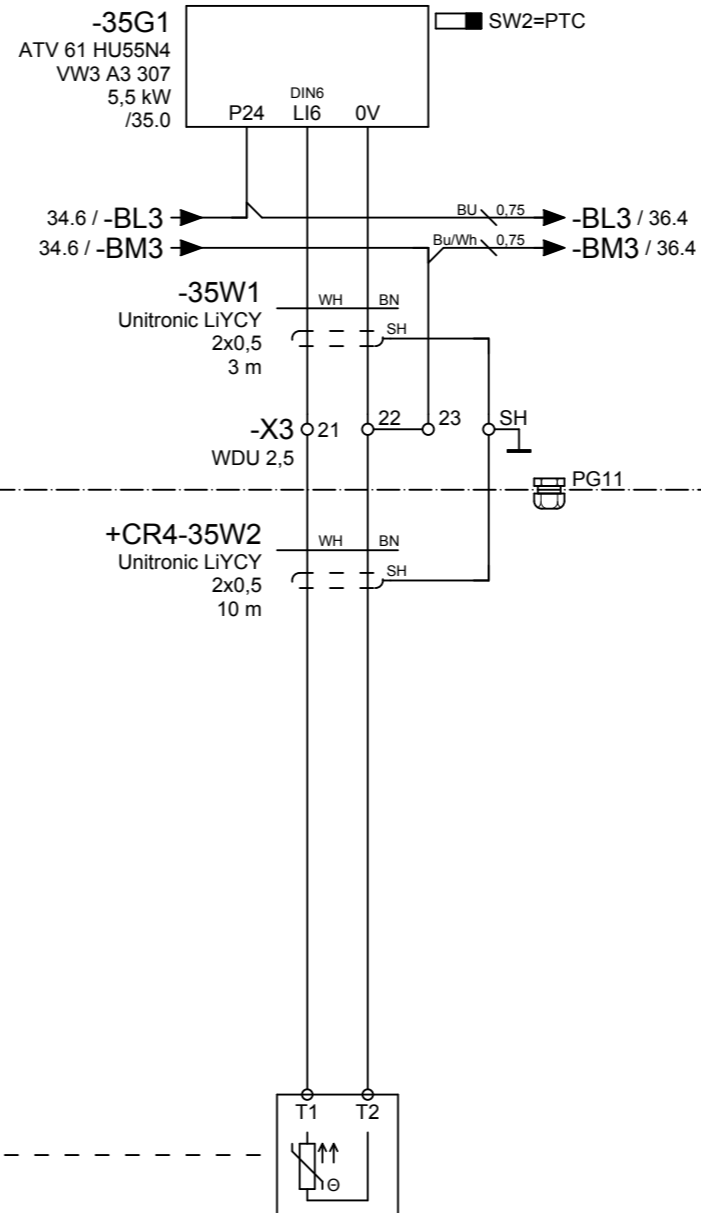 -35G1
ATV 61 HU55N4
VW3 A3 307
5,5 kW
/35.0
SW2=PTC
DIN6
P24 LI6 0V
34.6 / -BL3 BU 0,75 -BL3 / 36.4
34.6 / -BM3 Bu/Wh 0,75 -BM3 / 36.4
-35W1 WH BN
Unitronic LiYCY SH
2x0,5
3 m
-X3 21 22 23 SH
WDU 2,5
PG11
+CR4-35W2 WH BN
Unitronic LiYCY SH
2x0,5
10 m
T1 T2
Θ